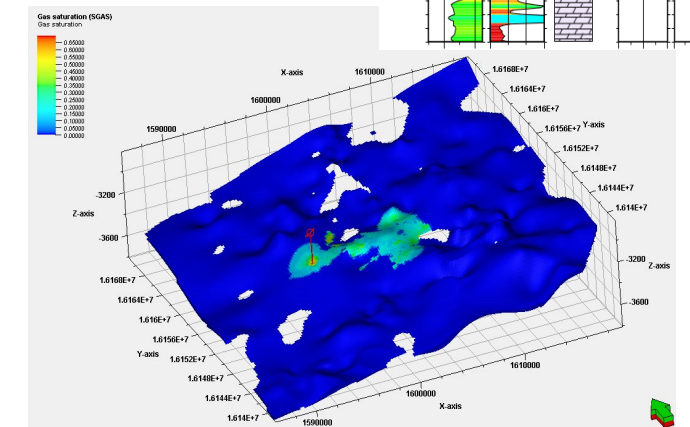 Gas saturation (SGAS)
Gas saturation
0.65000
0.60000
0.55000
0.50000
0.45000
0.40000
0.35000
0.30000
0.25000
0.20000
0.15000
0.10000
0.05000
0.00000
X-axis
1590000
1600000
1610000
1.6168E+7
1.6164E+7
1.616E+7
1.6156E+7
Y-axis
1.6152E+7
1.6148E+7
1.6144E+7
1.614E+7
-3200
Z-axis
-3600
-3200
Z-axis
-3600
1.6168E+7
1.6164E+7
1.616E+7
1.6156E+7
Y-axis
1.6152E+7
1.6148E+7
1.6144E+7
1.614E+7
1590000
1600000
X-axis
1610000